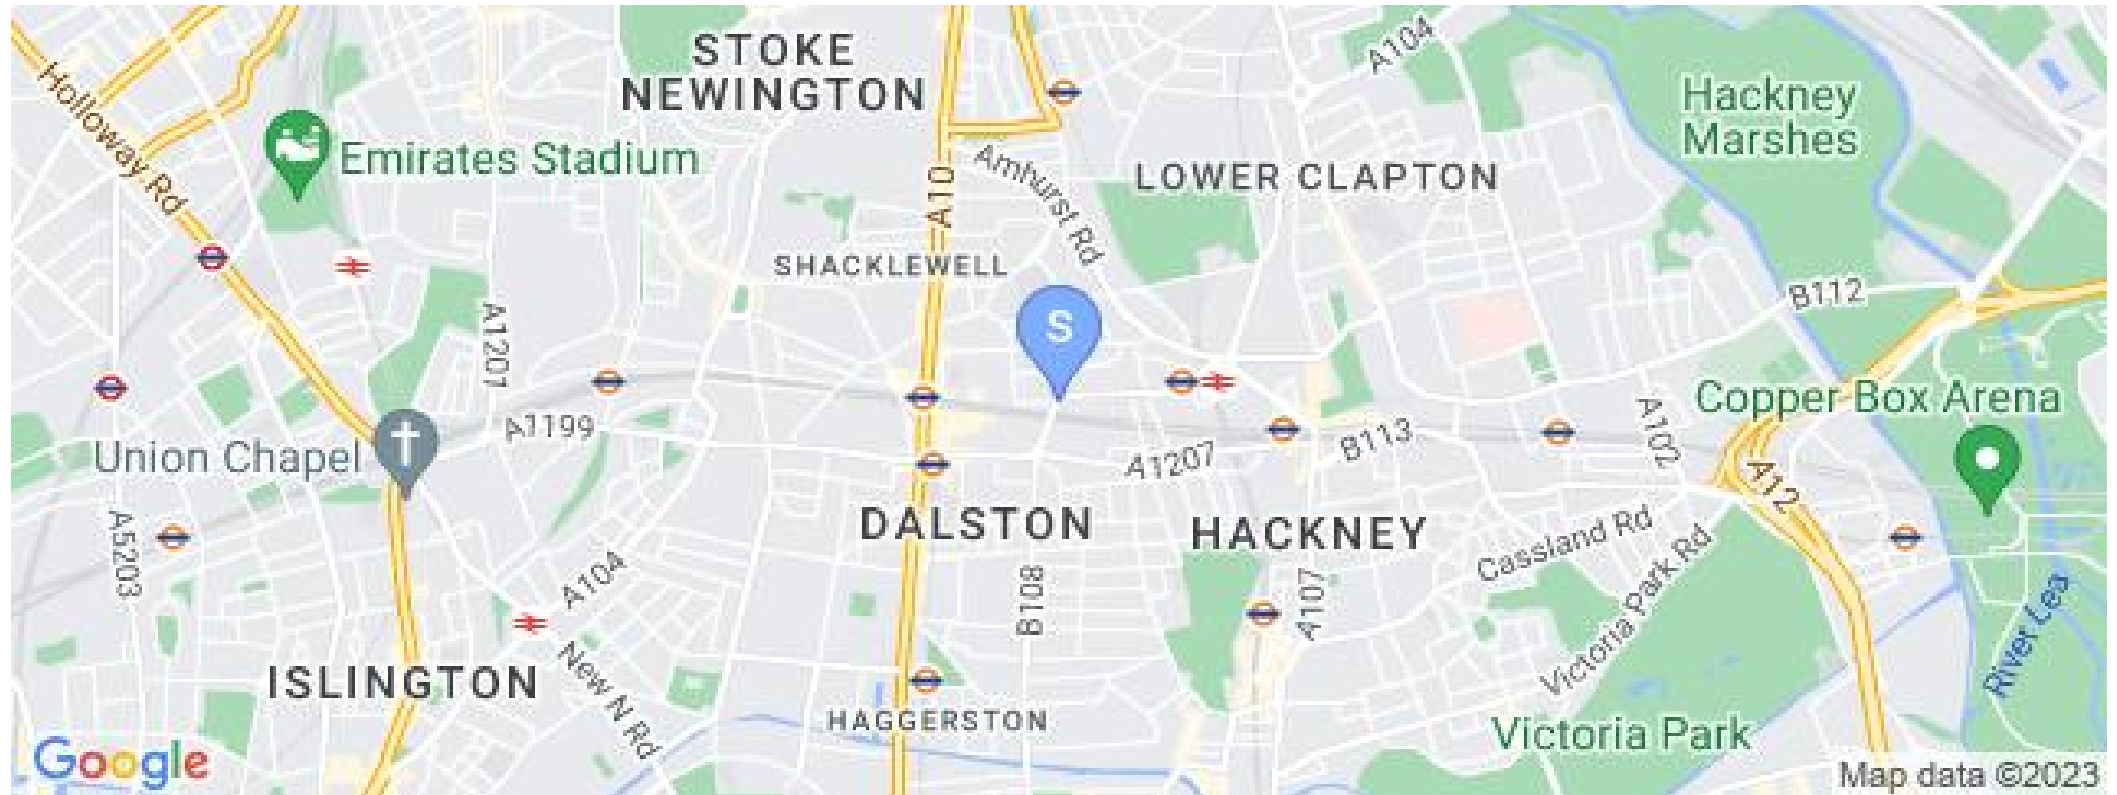 STOKE
NEWINGTON
A104
Hackney
Marshes
Holloway Rd
Emirates Stadium
A10
Amhurst Rd
LOWER CLAPTON
SHACKLEWELL
B112
S
A1201
Copper Box Arena
A1199
A1207
B113
A102
Union Chapel
A12
A5203
DALSTON
HACKNEY
Cassland Rd
A104
B108
A107
Victoria Park Rd
River Lea
ISLINGTON
New N Rd
HAGGERSTON
Victoria Park
Google
Map data ©2023